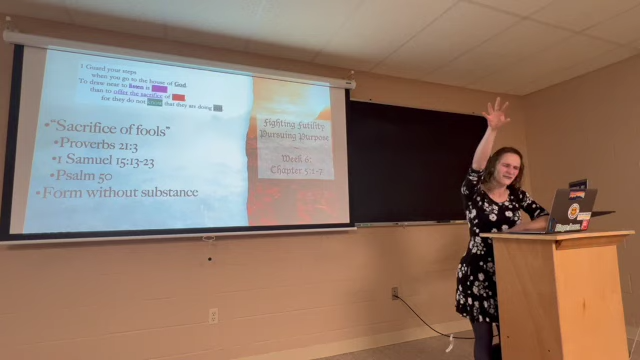 1 Guard your steps
when you go to the house of God.
To draw near to listen is
than to offer the sacrifice of
for they do not that they are doing
• "Sacrifice of fools"
• Proverbs 21:3
• 1 Samuel 15:13-23
• Psalm 50
• Form without substance
Fighting Futility
Pursuing Purpose
Week 6
Chapter 5:1-7